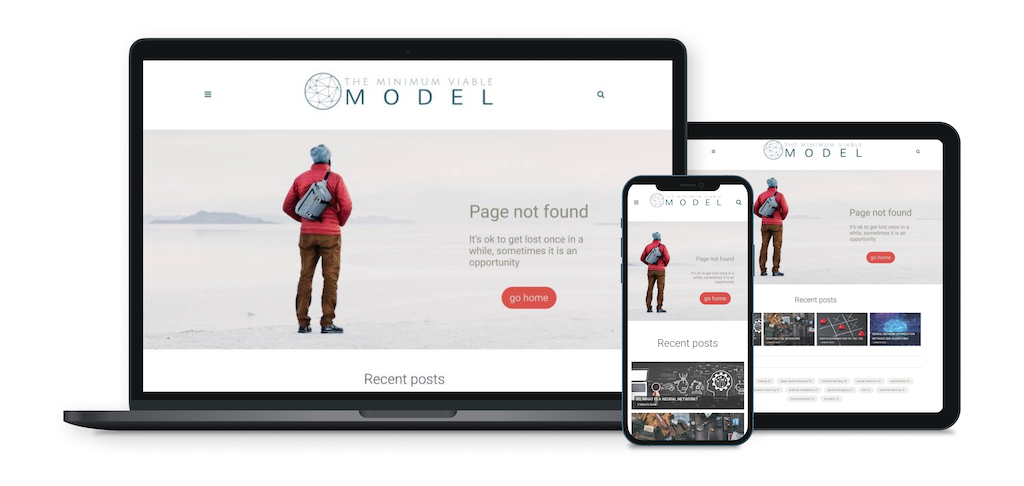 THE MINIMUM VIABLE
MODEL
Page not found
It's ok to get lost once in a
while, sometimes it is an
opportunity
go home
Recent posts
THE MINIMUM VIABLE
MODEL
Page not found
It's ok to get lost once in a
while, sometimes it is an
opportunity
go home
Recent posts
SO, WHAT IS A NEURAL NETWORK?
THE MINIMUM VIABLE
MODEL
Page not found
It's ok to get lost once in a
while, sometimes it is an
opportunity
go home
Recent posts